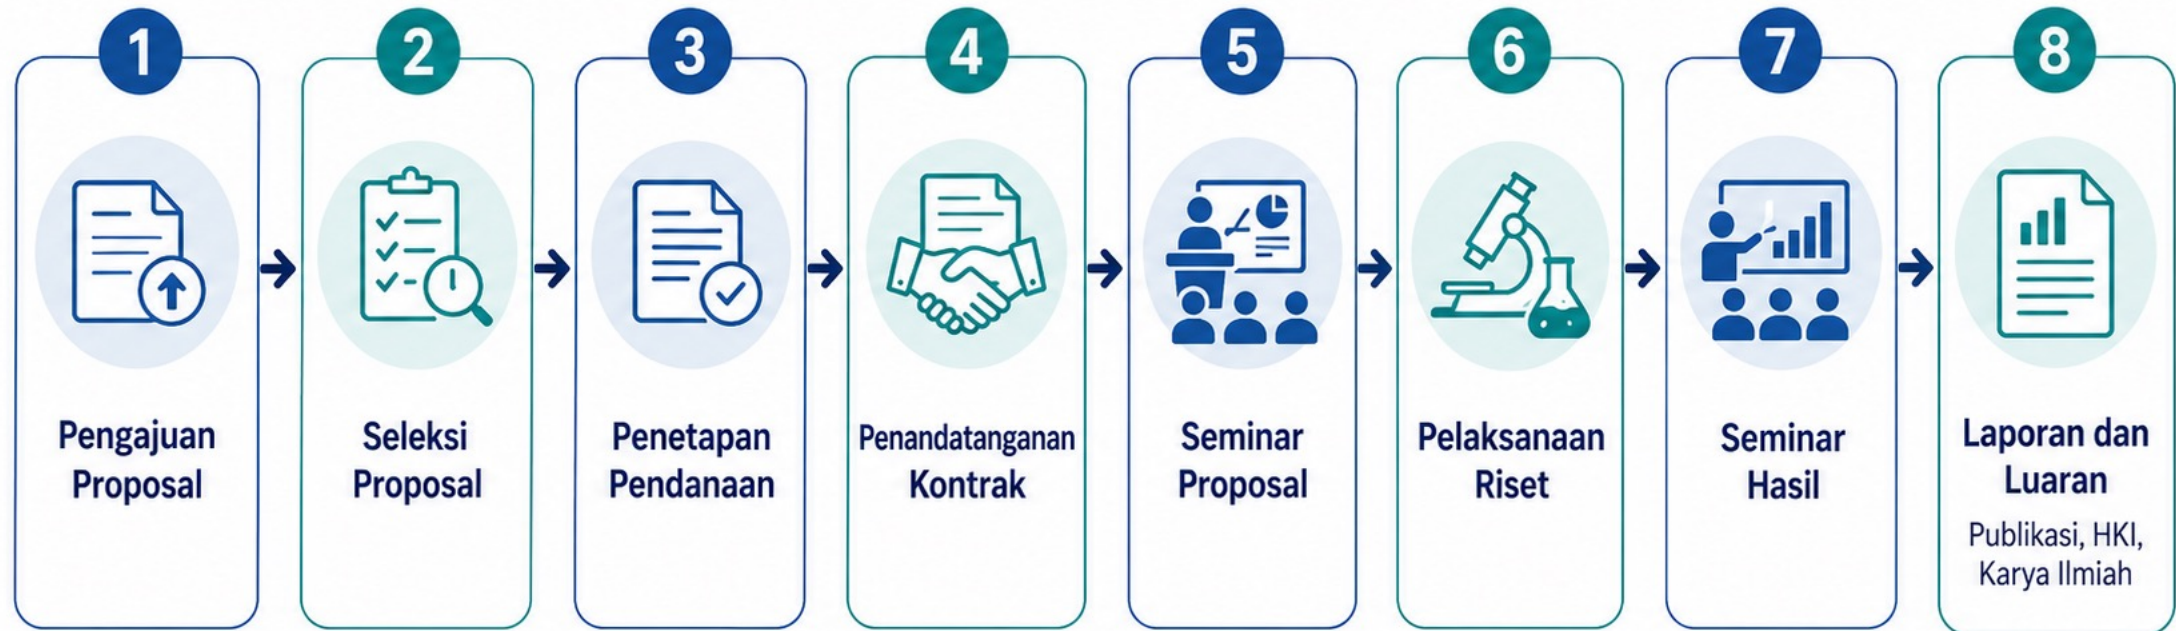 1
Pengajuan
Proposal
2
Seleksi
Proposal
3
Penetapan
Pendanaan
4
Penandatanganan
Kontrak
5
Seminar
Proposal
6
Pelaksanaan
Riset
7
Seminar
Hasil
8
Laporan dan
Luaran
Publikasi, HKI,
Karya Ilmiah